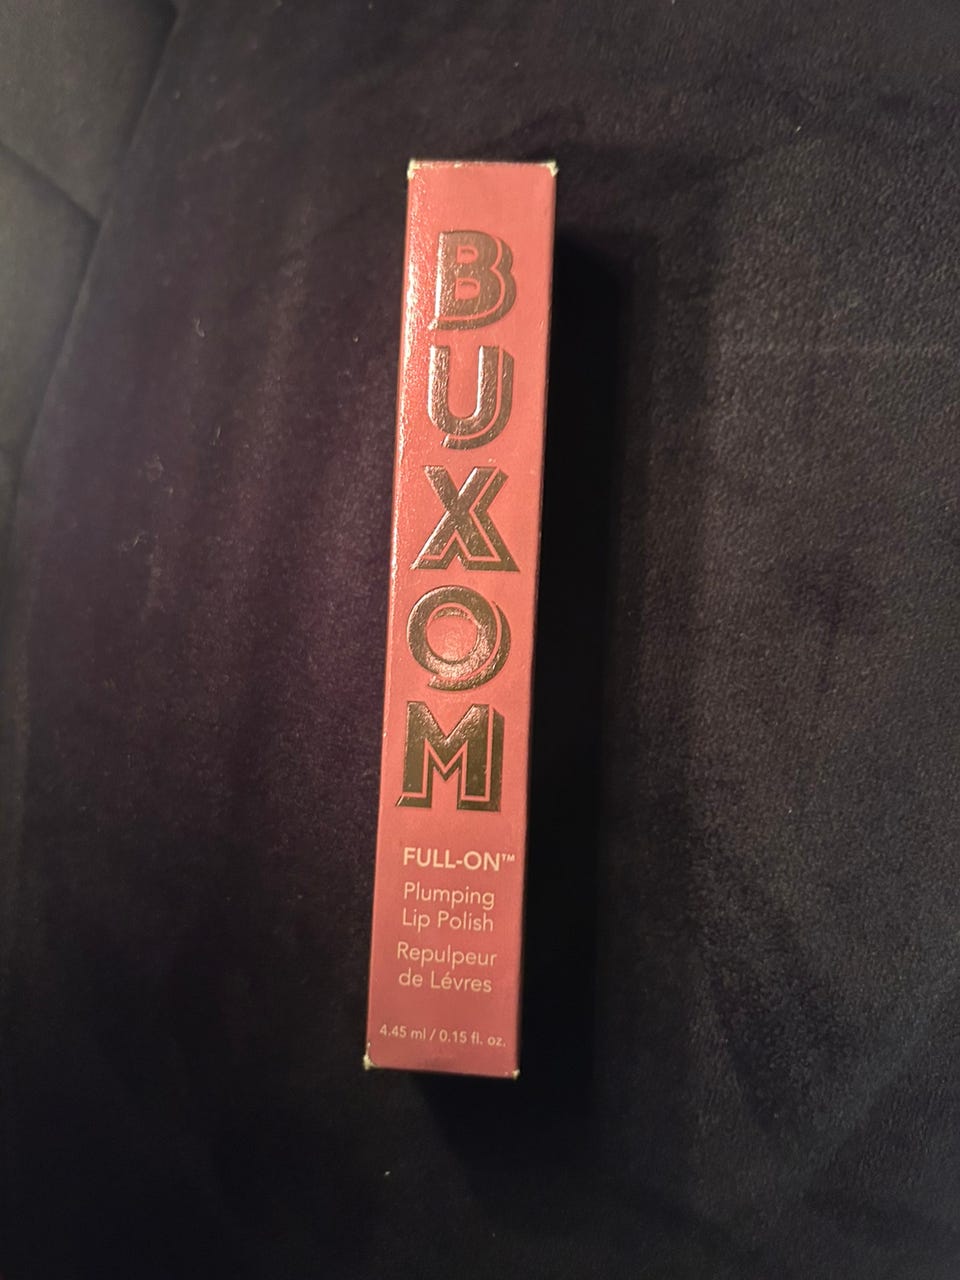 BUXOM
FULL-ON™
Plumping
Lip Polish
Repulpeur
de Lévres
4.45 ml / 0.15 fl. oz.